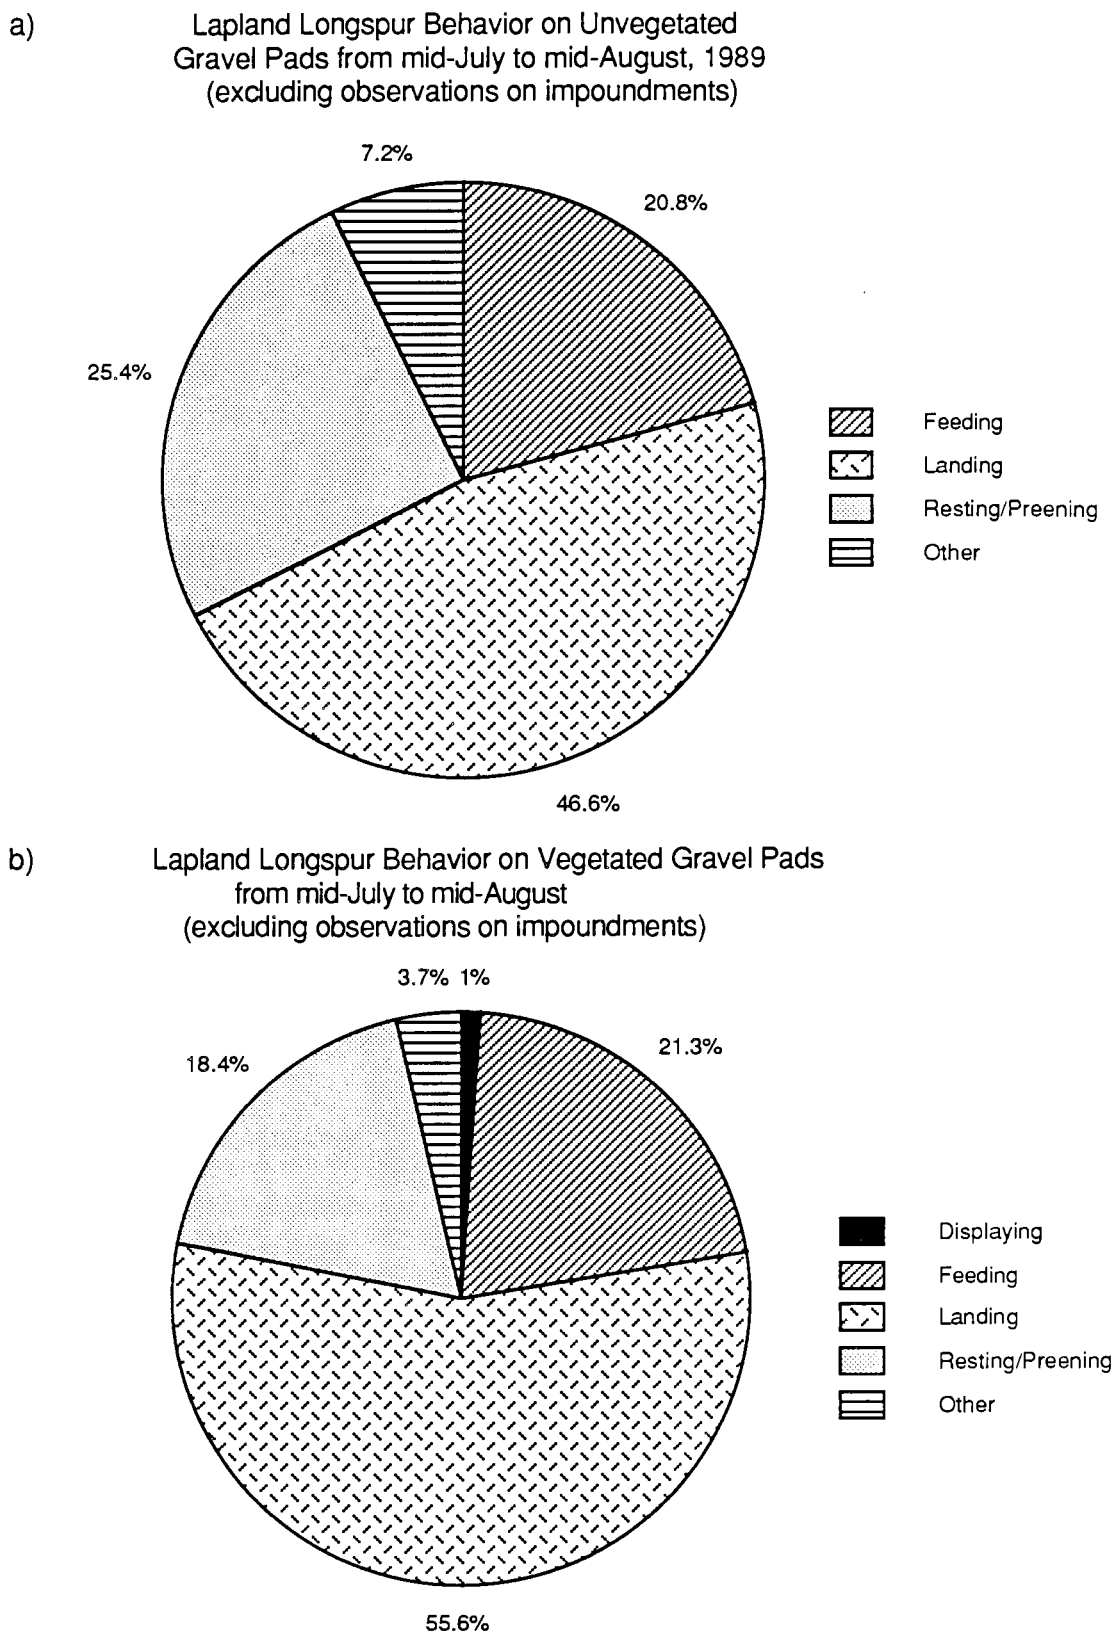 a)
Lapland Longspur Behavior on Unvegetated
Gravel Pads from mid-July to mid-August, 1989
(excluding observations on impoundments)
7.2%
20.8%
25.4%
Feeding
Landing
Resting/Preening
Other
46.6%
b)
Lapland Longspur Behavior on Vegetated Gravel Pads
from mid-July to mid-August
(excluding observations on impoundments)
3.7% 1%
21.3%
18.4%
Displaying
Feeding
Landing
Resting/Preening
Other
55.6%